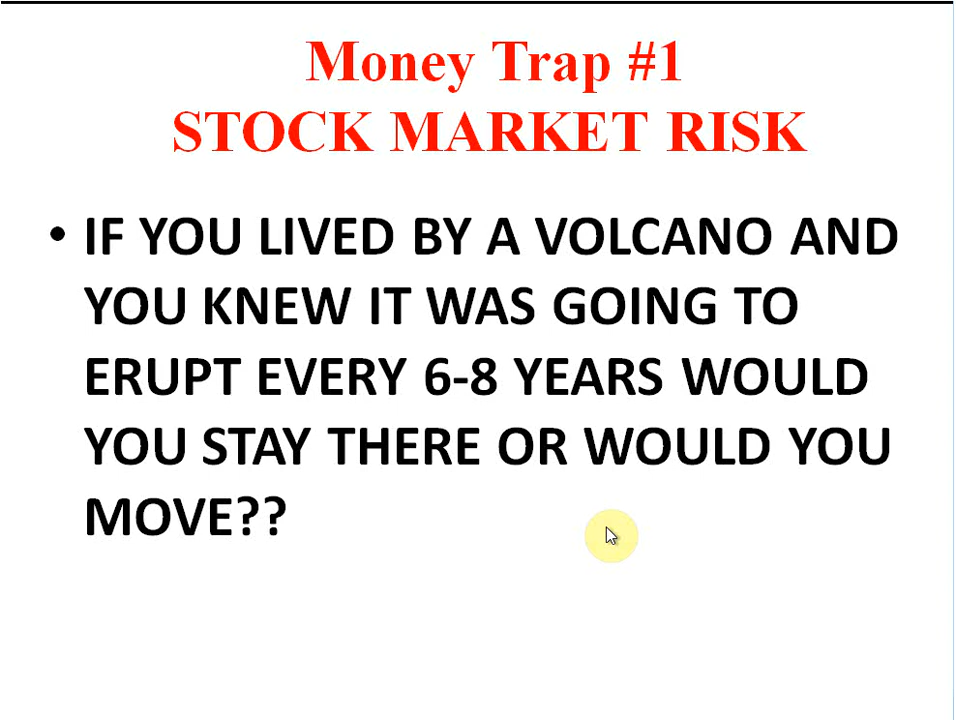 Money Trap #1
STOCK MARKET RISK
• IF YOU LIVED BY A VOLCANO AND
YOU KNEW IT WAS GOING TO
ERUPT EVERY 6-8 YEARS WOULD
YOU STAY THERE OR WOULD YOU
MOVE??